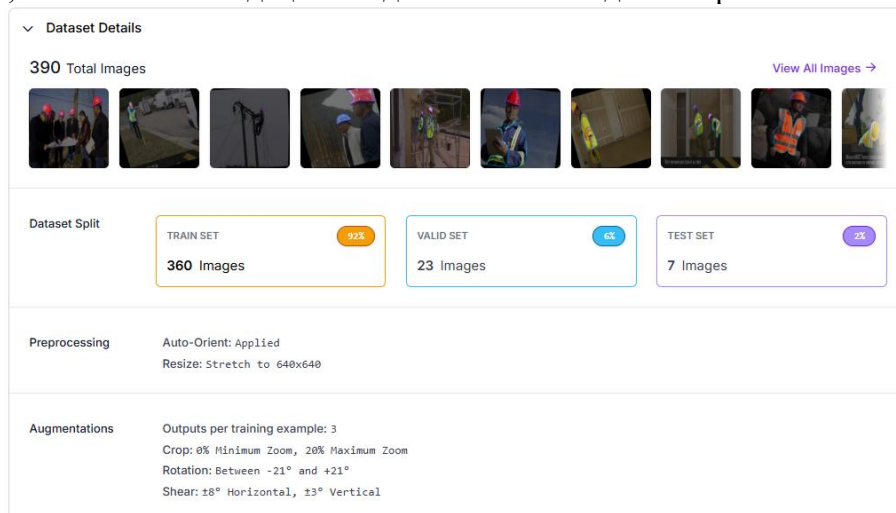 Dataset Details
390 Total Images
View All Images →
Dataset Split
TRAIN SET
92%
360 Images
VALID SET
6%
23 Images
TEST SET
2%
7 Images
Preprocessing
Auto-Orient: Applied
Resize: Stretch to 640x640
Augmentations
Outputs per training example: 3
Crop: 0% Minimum Zoom, 20% Maximum Zoom
Rotation: Between -21° and +21°
Shear: ±8° Horizontal, ±3° Vertical